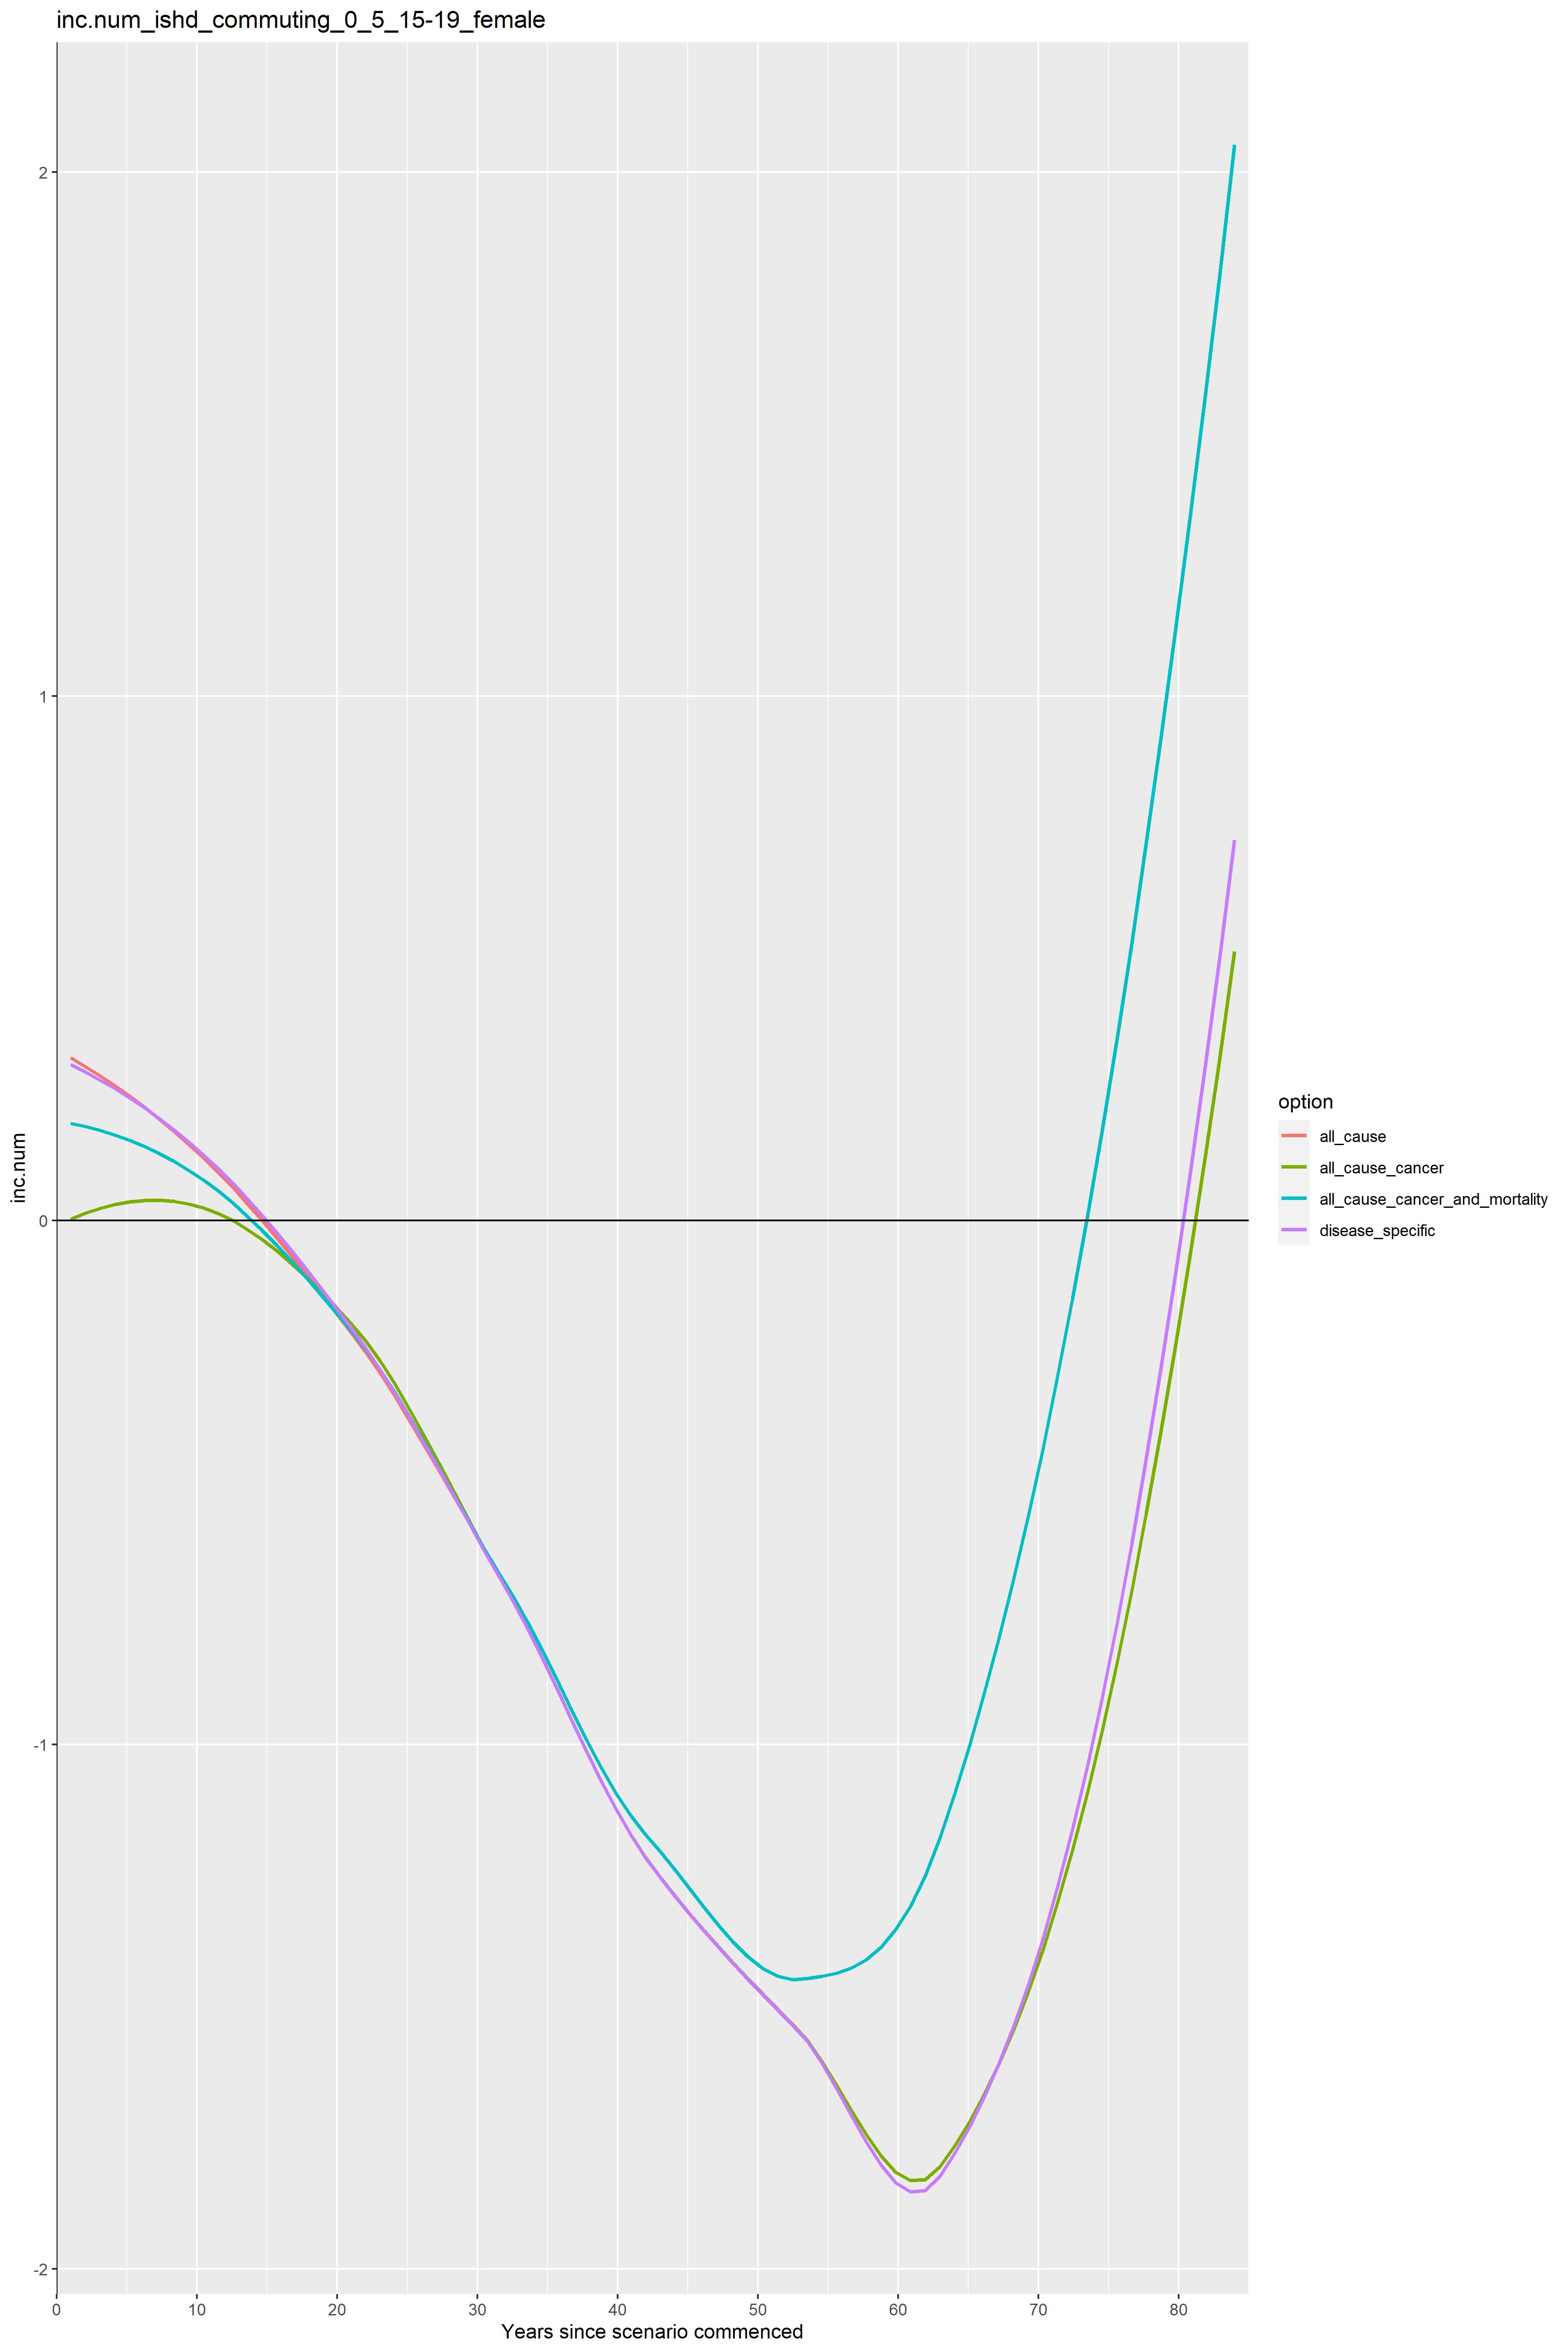 inc.num_ishd_commuting_0_5_15-19_female
2
1
0
-1
-2
inc.num
0 10 20 30 40 50 60 70 80
Years since scenario commenced
option
all_cause
all_cause_cancer
all_cause_cancer_and_mortality
disease_specific